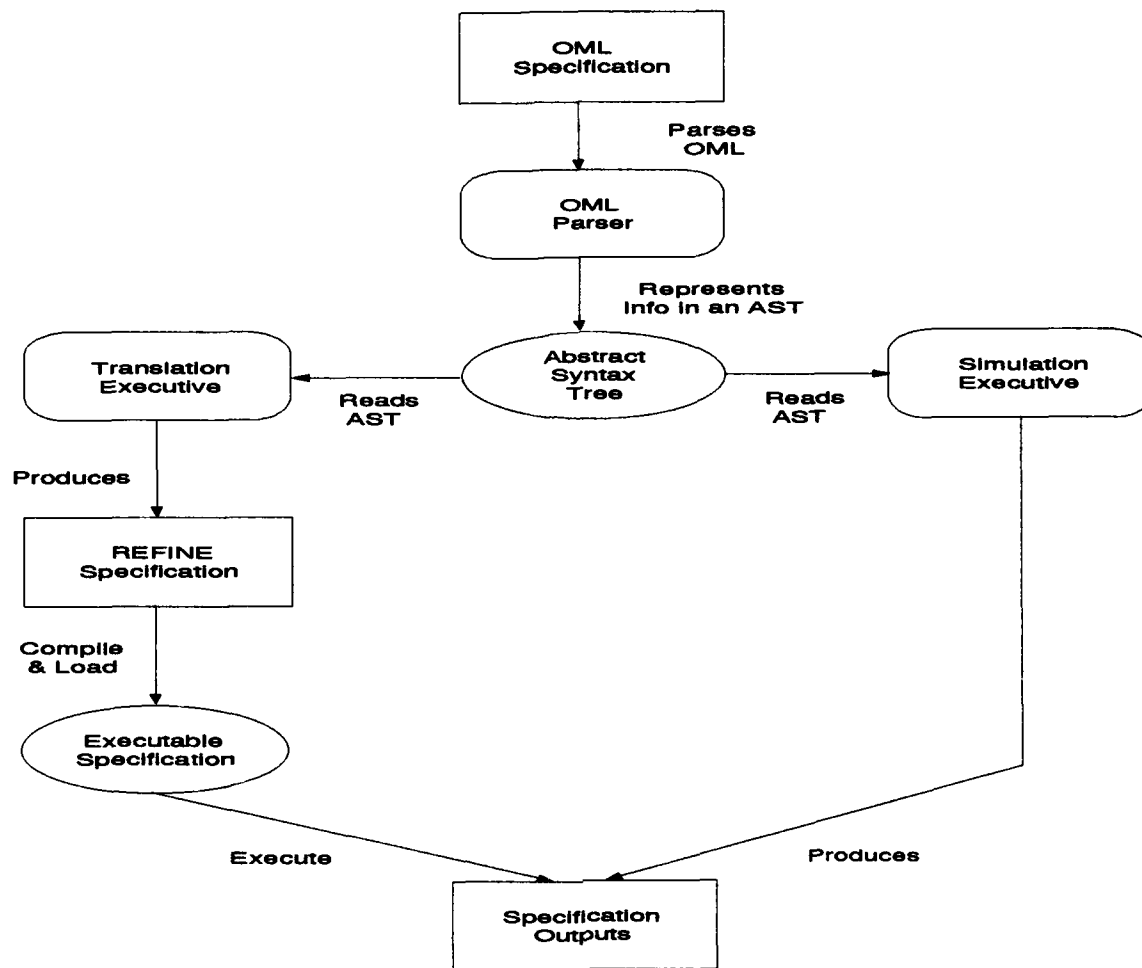 OML
Specification
Parses
OML
OML
Parser
Represents
Info in an AST
Translation
Executive
Abstract
Syntax
Tree
Simulation
Executive
Reads
AST
Reads
AST
Produces
REFINE
Specification
Compile
& Load
Executable
Specification
Execute
Produces
Specification
Outputs